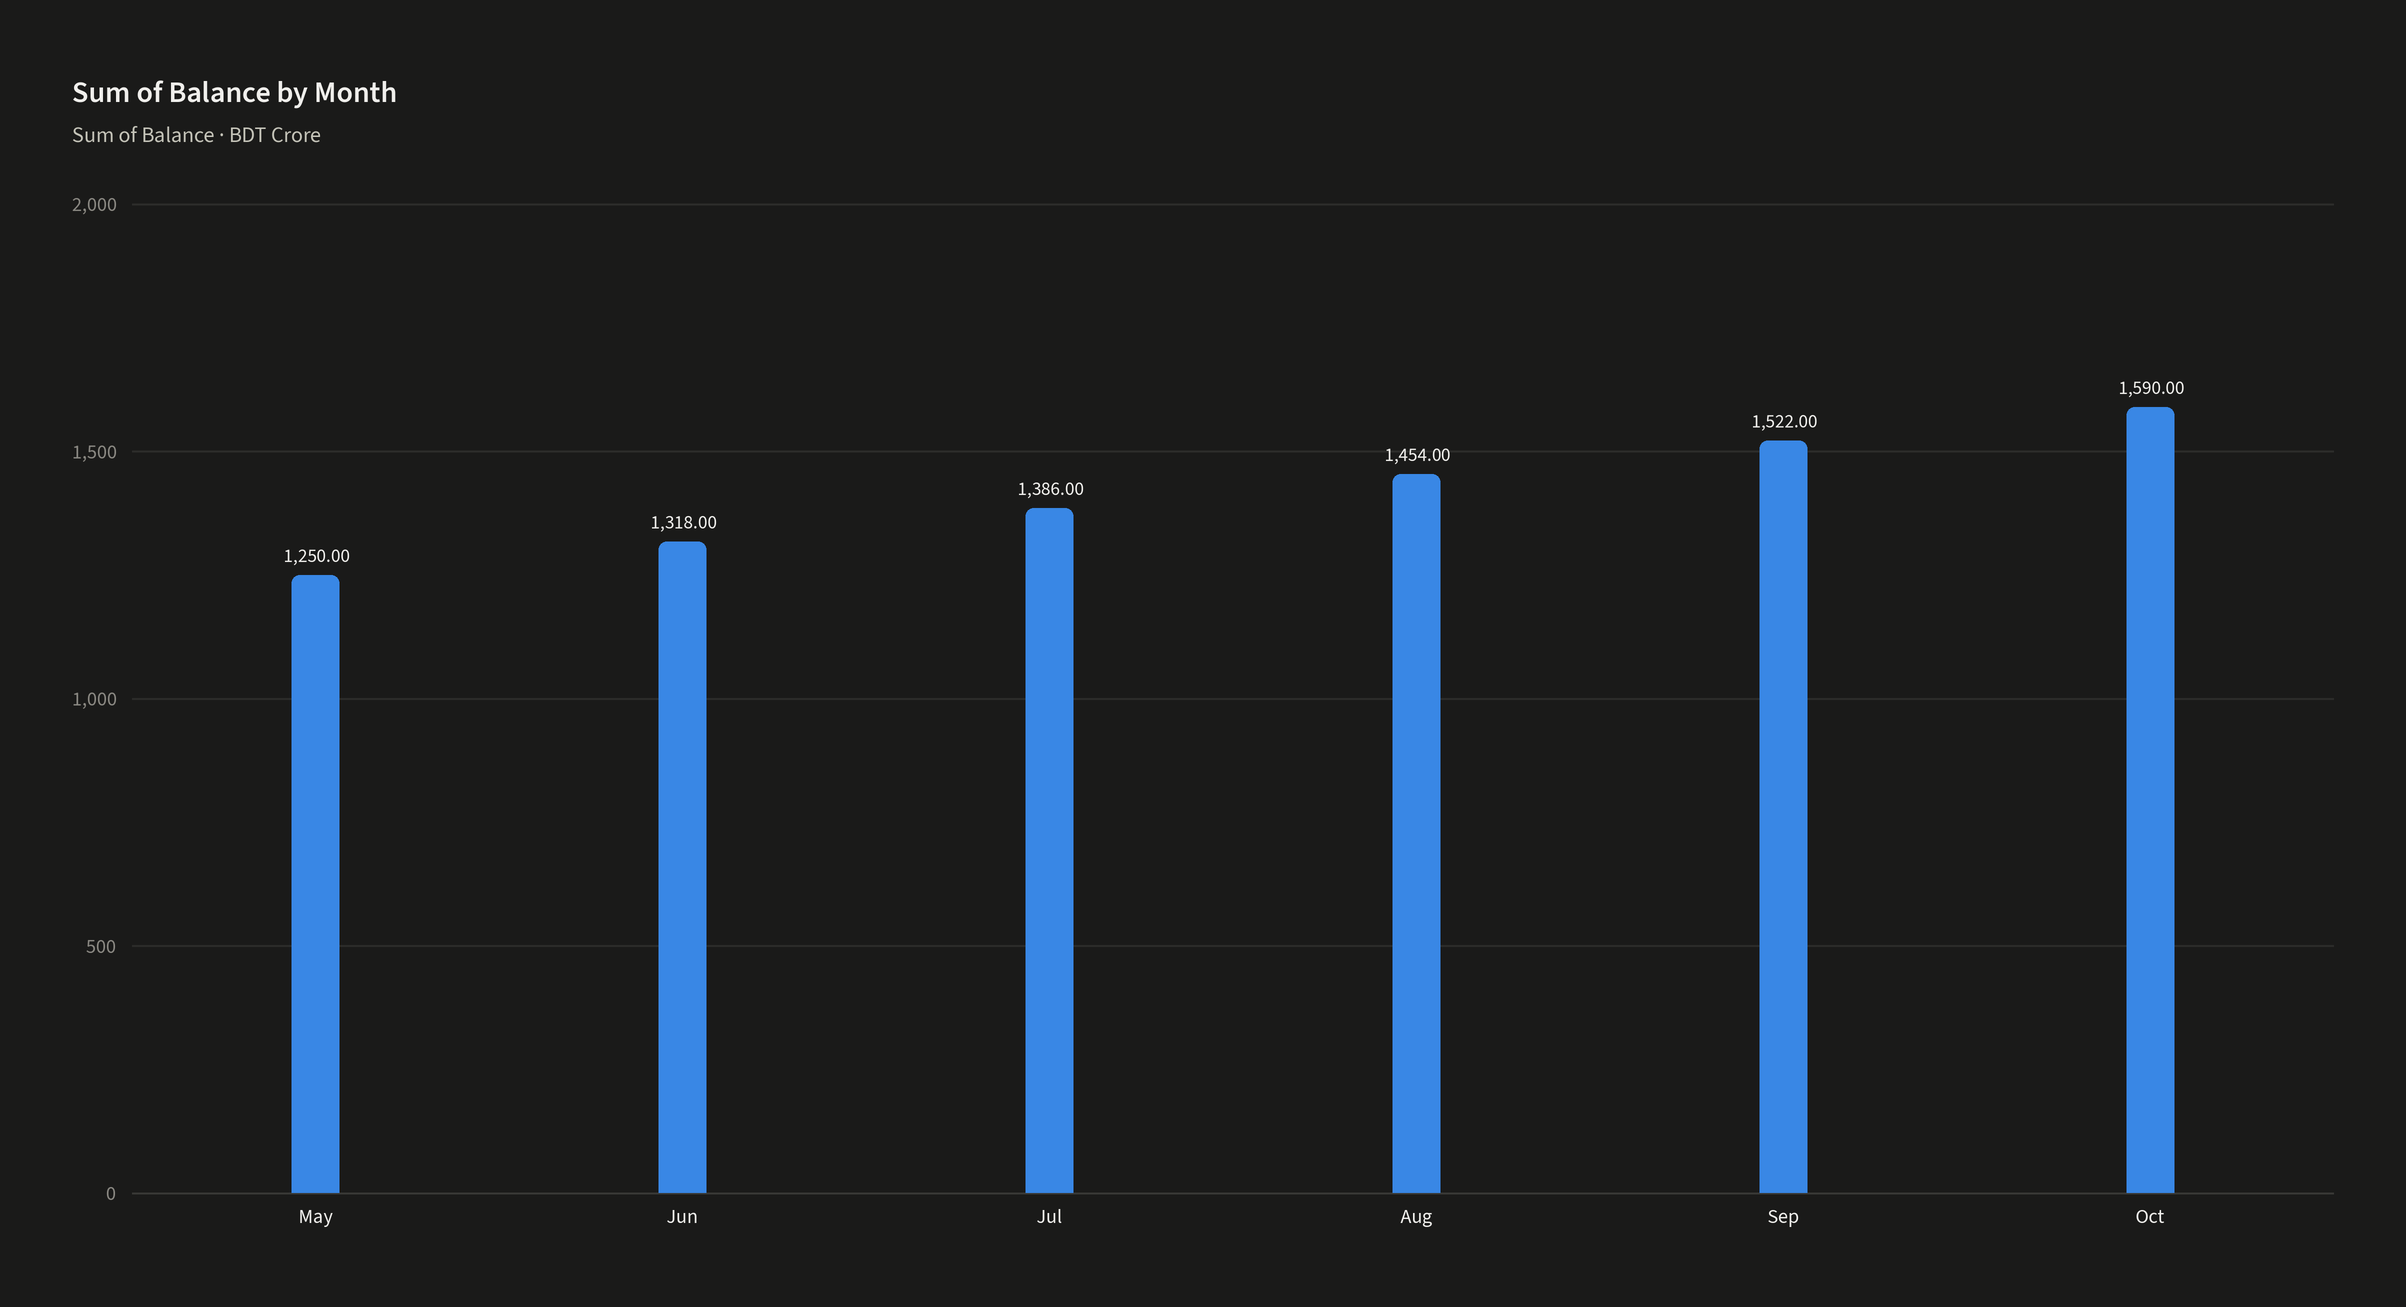 Sum of Balance by Month
Sum of Balance · BDT Crore
2,000
1,500
1,000
500
0
1,250.00
1,318.00
1,386.00
1,454.00
1,522.00
1,590.00
May
Jun
Jul
Aug
Sep
Oct